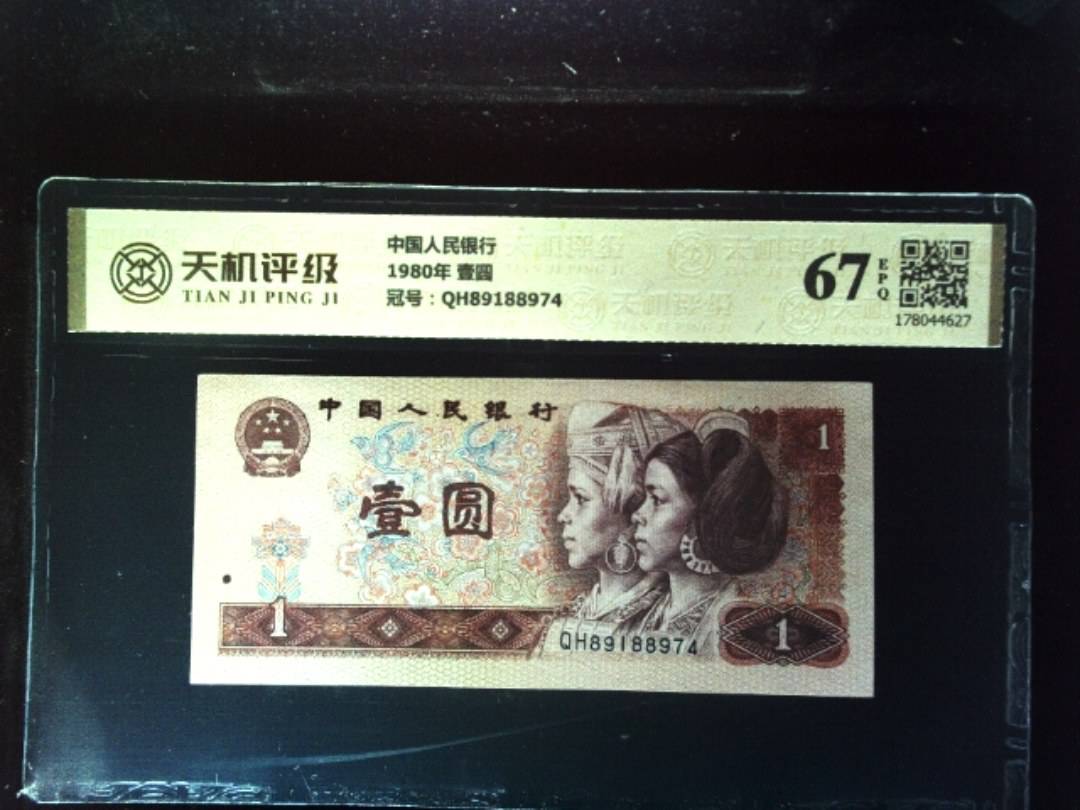 天机评级
TIAN JI PING JI
中国人民银行
1980年 壹圆
冠号：QH89188974
67
EPQ
178044627
中国人民银行
1
壹圆
1
QH89188974
1